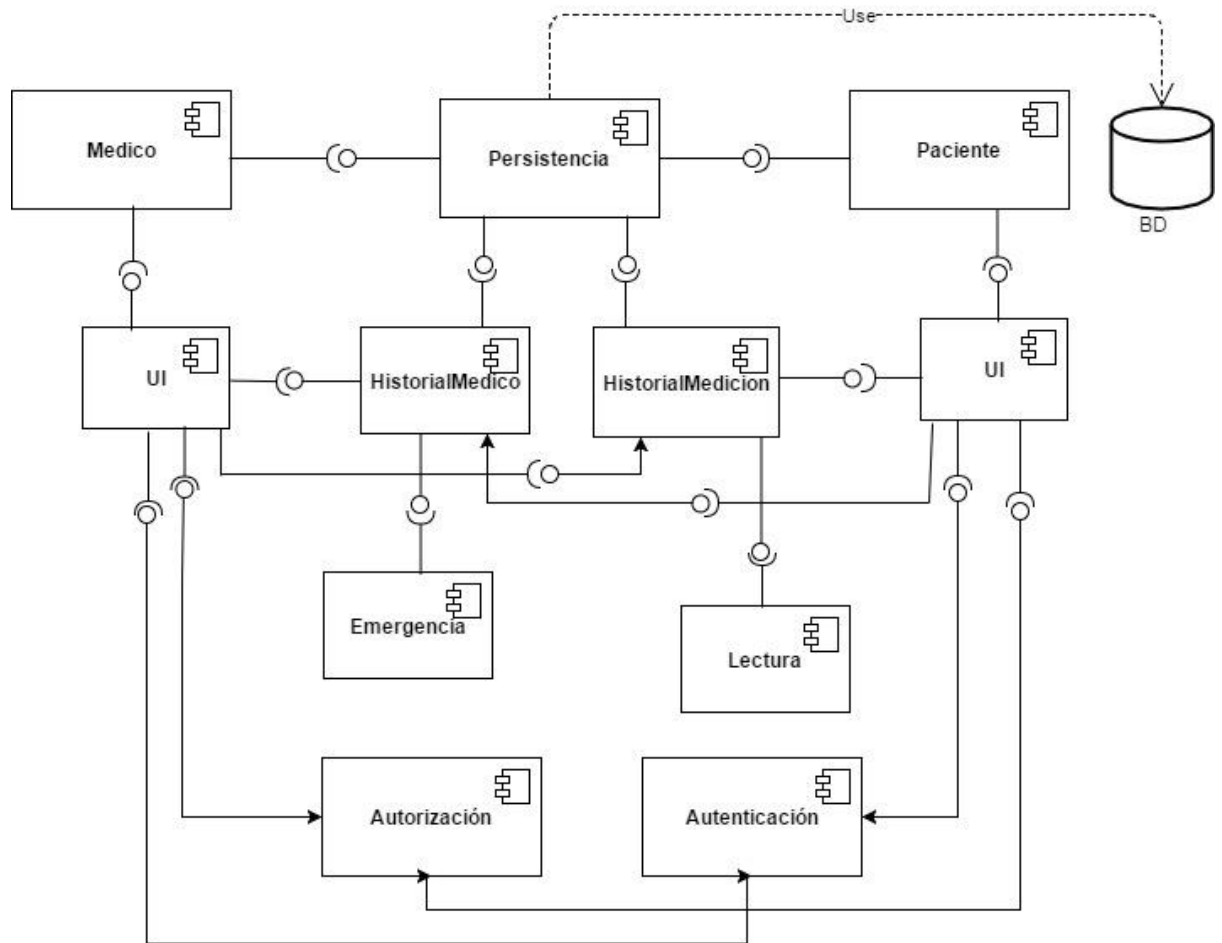 Use
Medico
Persistencia
Paciente
BD
UI
HistorialMedico
HistorialMedicion
UI
Emergencia
Lectura
Autorización
Autenticación